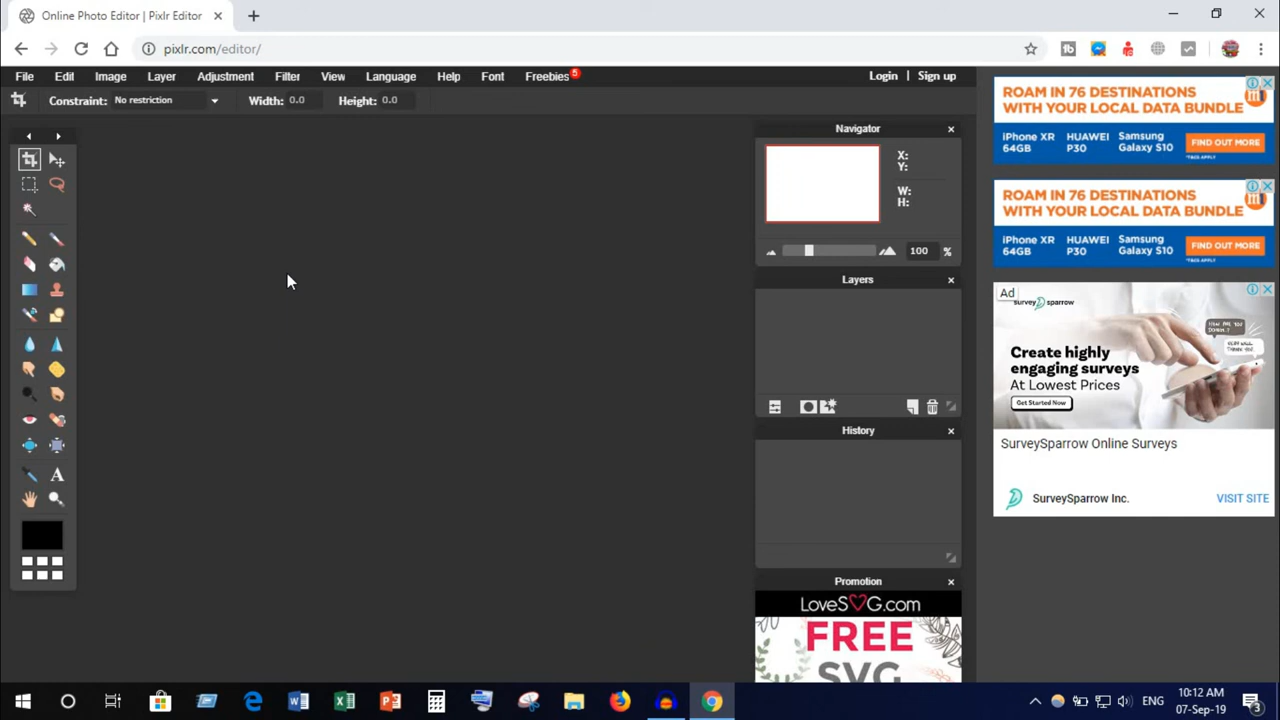 Online Photo Editor | Pixlr Editor
pixlr.com/editor/
File Edit Image Layer Adjustment Filter View Language Help Font Freebies 5 Login Sign up
Constraint: No restriction Width: 0.0 Height: 0.0
Navigator
X:
Y:
W:
H:
100 %
Layers
History
Promotion
LoveSVG.com
FREE
SVG
A
ROAM IN 76 DESTINATIONS
WITH YOUR LOCAL DATA BUNDLE
iPhone XR 64GB HUAWEI P30 Samsung Galaxy S10 FIND OUT MORE
ROAM IN 76 DESTINATIONS
WITH YOUR LOCAL DATA BUNDLE
iPhone XR 64GB HUAWEI P30 Samsung Galaxy S10 FIND OUT MORE
Ad
surveysparrow
Create highly
engaging surveys
At Lowest Prices
Get Started Now
SurveySparrow Online Surveys
SurveySparrow Inc. VISIT SITE
ENG
10:12 AM
07-Sep-19
3